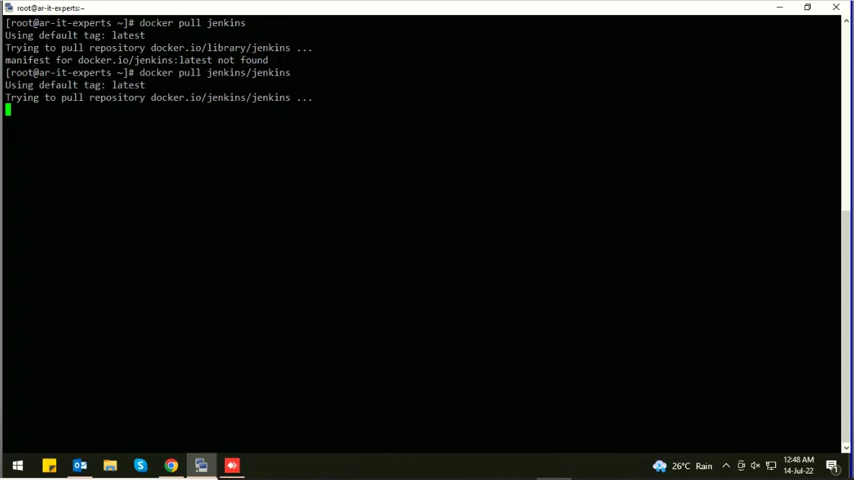 root@ar-it-experts:~
[root@ar-it-experts ~]# docker pull jenkins
Using default tag: latest
Trying to pull repository docker.io/library/jenkins ...
manifest for docker.io/jenkins:latest not found
[root@ar-it-experts ~]# docker pull jenkins/jenkins
Using default tag: latest
Trying to pull repository docker.io/jenkins/jenkins ...
26°C Rain
12:48 AM
14-Jul-22